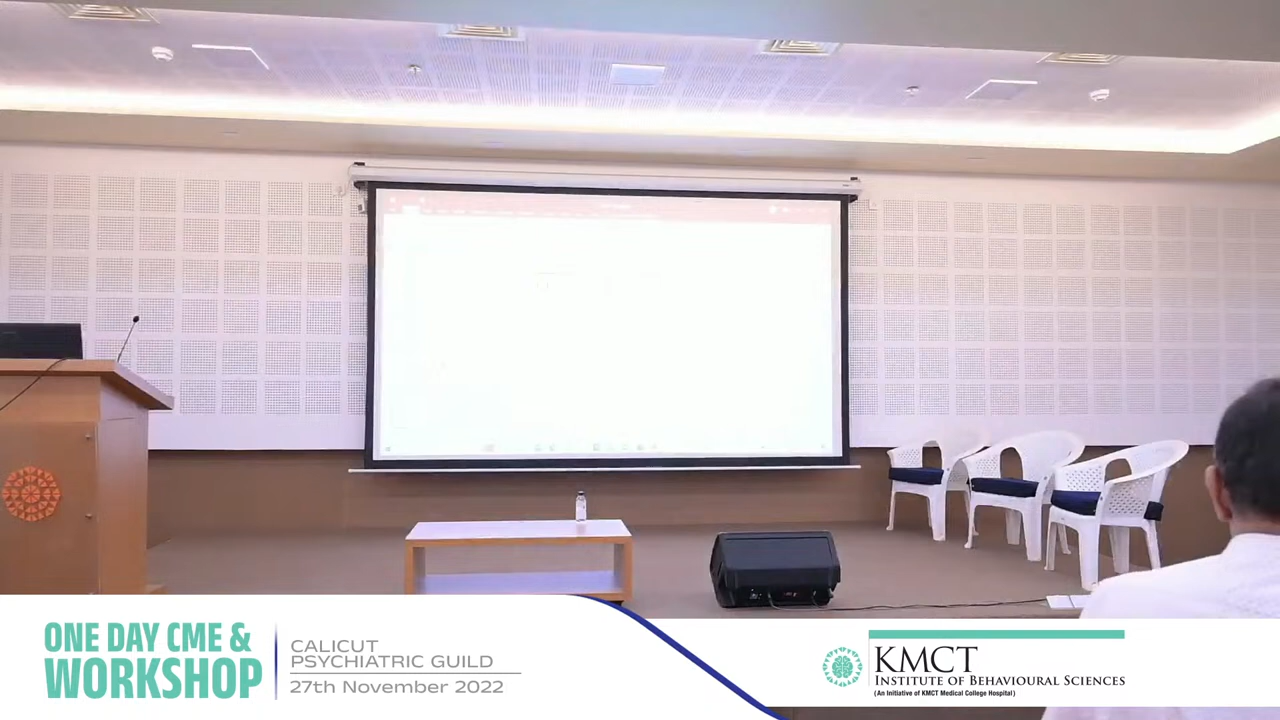 ONE DAY CME &
WORKSHOP
CALICUT
PSYCHIATRIC GUILD
27th November 2022
KMCT
INSTITUTE OF BEHAVIOURAL SCIENCES
(An Initiative of KMCT Medical College Hospital)